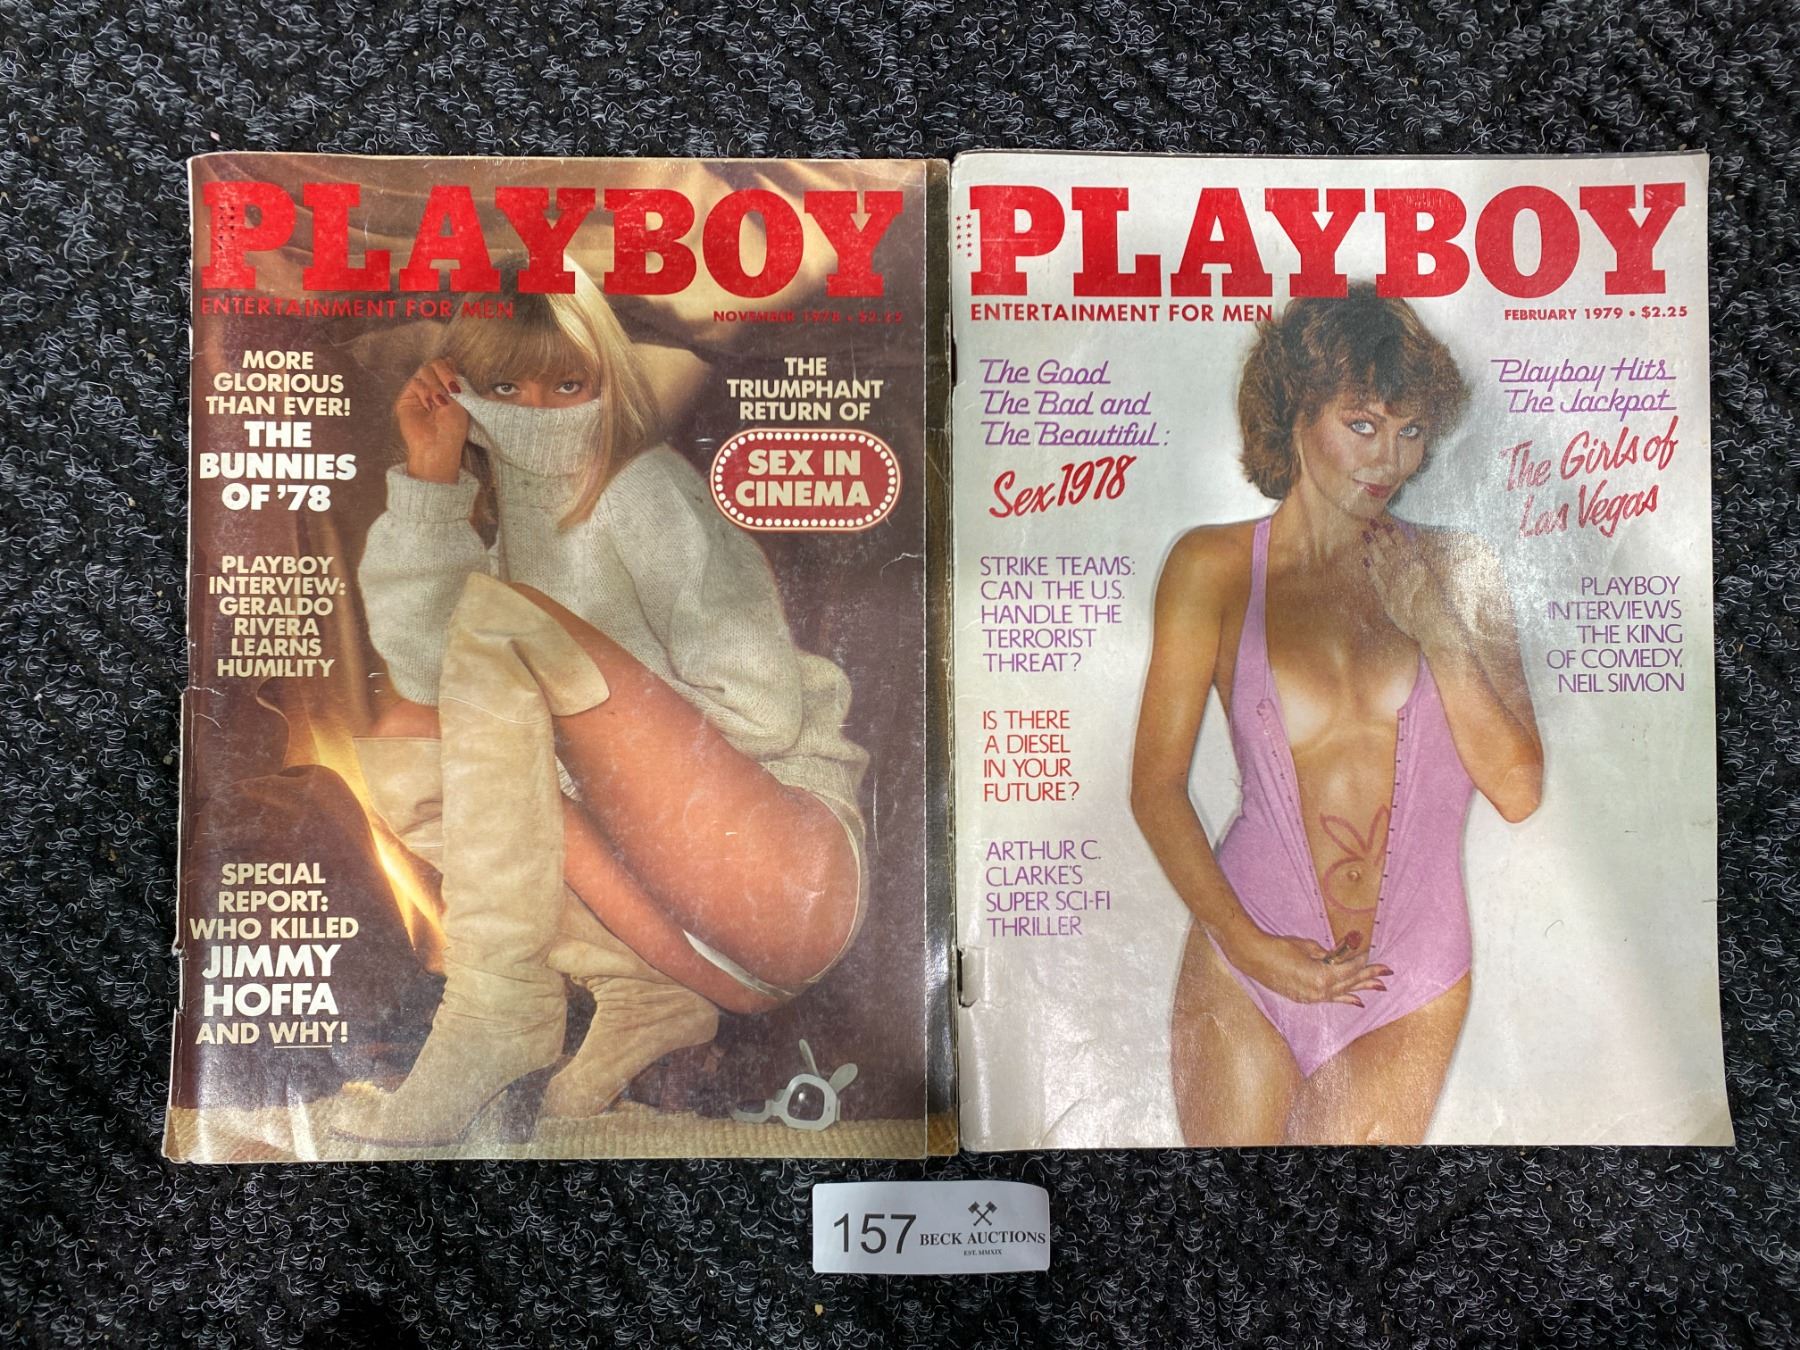 PLAYBOY
ENTERTAINMENT FOR MEN
NOVEMBER 1978 • $2.25
MORE
GLORIOUS
THAN EVER!
THE
BUNNIES
OF '78
THE
TRIUMPHANT
RETURN OF
SEX IN
CINEMA
PLAYBOY
INTERVIEW:
GERALDO
RIVERA
LEARNS
HUMILITY
SPECIAL
REPORT:
WHO KILLED
JIMMY
HOFFA
AND WHY!
PLAYBOY
ENTERTAINMENT FOR MEN
FEBRUARY 1979 • $2.25
The Good
The Bad and
The Beautiful:
Sex 1978
Playboy Hits
The Jackpot
The Girls of
Las Vegas
STRIKE TEAMS:
CAN THE U.S.
HANDLE THE
TERRORIST
THREAT?
PLAYBOY
INTERVIEWS
THE KING
OF COMEDY,
NEIL SIMON
IS THERE
A DIESEL
IN YOUR
FUTURE?
ARTHUR C.
CLARKE'S
SUPER SCI-FI
THRILLER
157
BECK AUCTIONS
EST. MMXIX